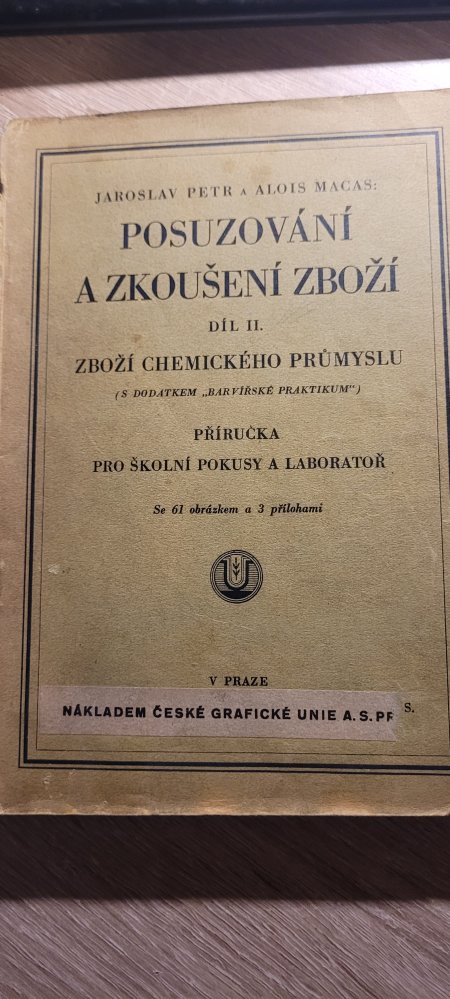 JAROSLAV PETR A ALOIS MACAS:
POSUZOVÁNÍ
A ZKOUŠENÍ ZBOŽÍ
DÍL II.
ZBOŽÍ CHEMICKÉHO PRŮMYSLU
(S DODATKEM „BARVÍŘSKÉ PRAKTIKUM“)
PŘÍRUČKA
PRO ŠKOLNÍ POKUSY A LABORATOŘ
Se 61 obrázkem a 3 přílohami
V PRAZE
NÁKLADEM ČESKÉ GRAFICKÉ UNIE A. S. PR S.